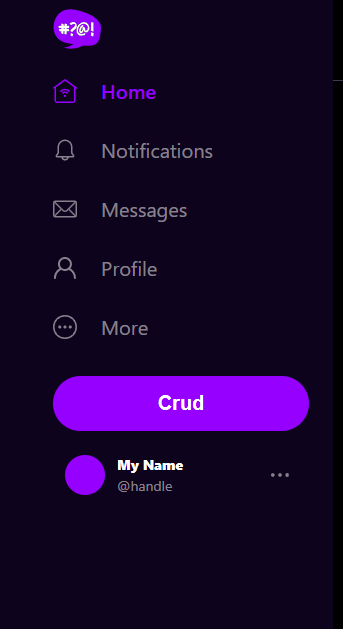 #?@!
Home
Notifications
Messages
Profile
More
Crud
My Name
@handle